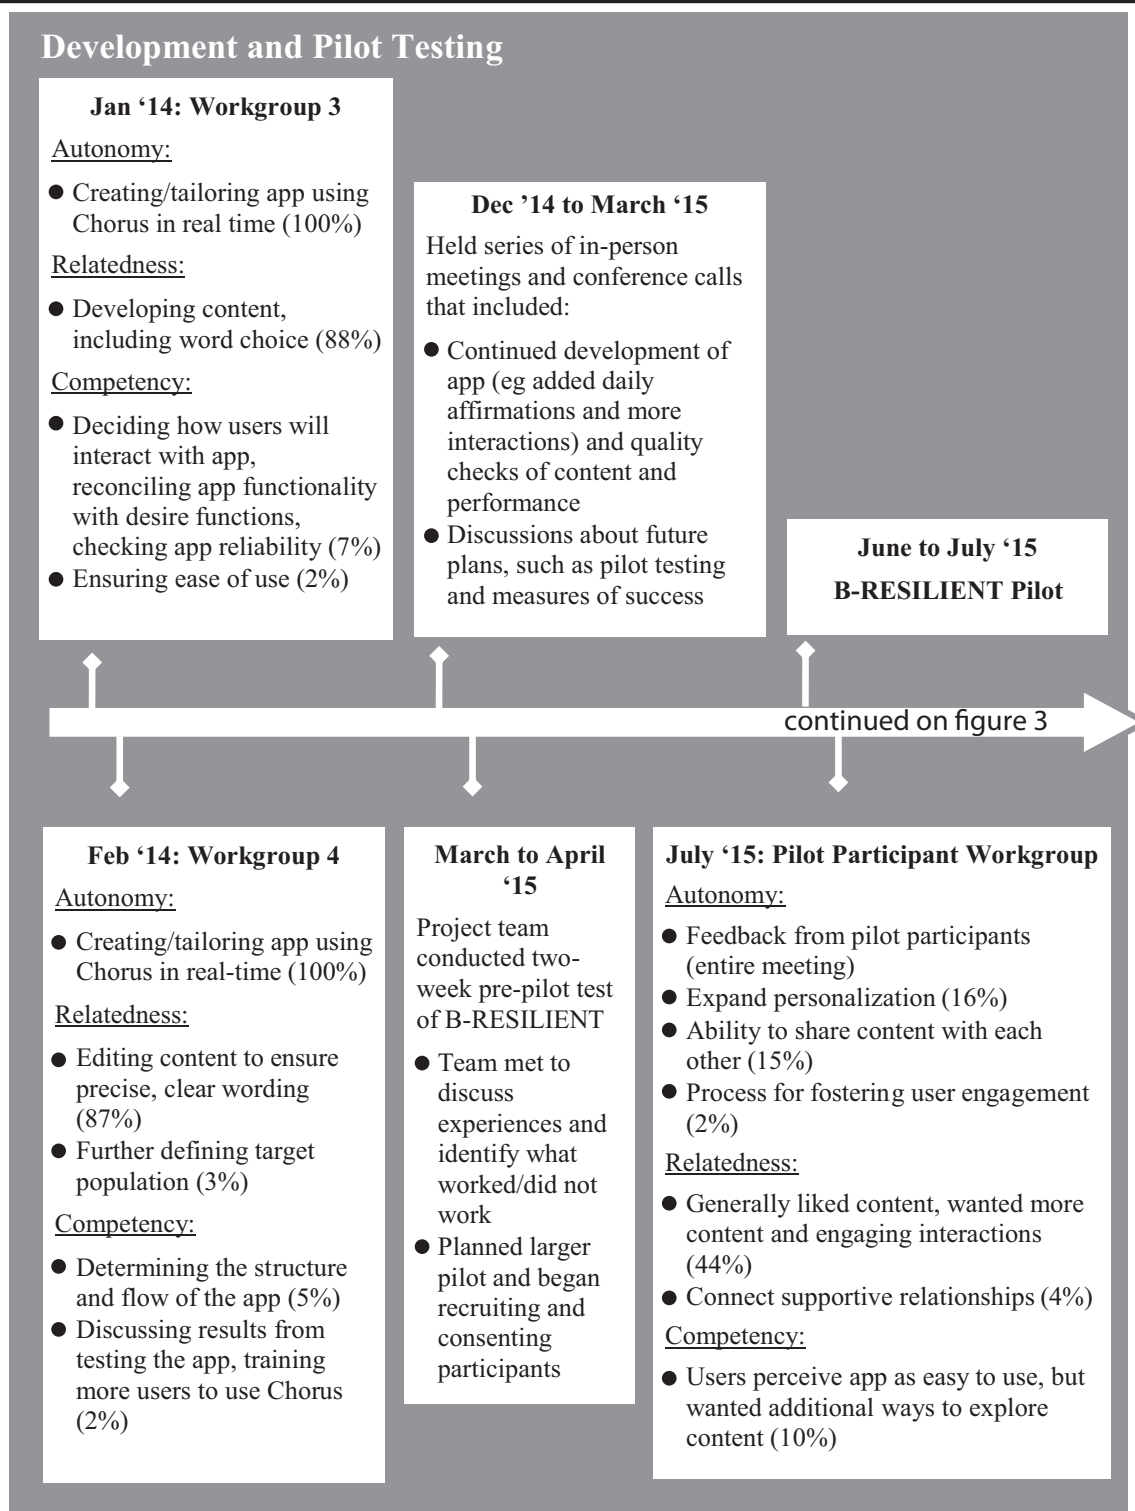 Development and Pilot Testing
Jan ‘14: Workgroup 3
Autonomy:
● Creating/tailoring app using
Chorus in real time (100%)
Relatedness:
● Developing content,
including word choice (88%)
Competency:
● Deciding how users will
interact with app,
reconciling app functionality
with desire functions,
checking app reliability (7%)
● Ensuring ease of use (2%)
Dec ’14 to March ‘15
Held series of in-person
meetings and conference calls
that included:
● Continued development of
app (eg added daily
affirmations and more
interactions) and quality
checks of content and
performance
● Discussions about future
plans, such as pilot testing
and measures of success
June to July ‘15
B-RESILIENT Pilot
continued on figure 3
Feb ‘14: Workgroup 4
Autonomy:
● Creating/tailoring app using
Chorus in real-time (100%)
Relatedness:
● Editing content to ensure
precise, clear wording
(87%)
● Further defining target
population (3%)
Competency:
● Determining the structure
and flow of the app (5%)
● Discussing results from
testing the app, training
more users to use Chorus
(2%)
March to April
‘15
Project team
conducted two-
week pre-pilot test
of B-RESILIENT
● Team met to
discuss
experiences and
identify what
worked/did not
work
● Planned larger
pilot and began
recruiting and
consenting
participants
July ‘15: Pilot Participant Workgroup
Autonomy:
● Feedback from pilot participants
(entire meeting)
● Expand personalization (16%)
● Ability to share content with each
other (15%)
● Process for fostering user engagement
(2%)
Relatedness:
● Generally liked content, wanted more
content and engaging interactions
(44%)
● Connect supportive relationships (4%)
Competency:
● Users perceive app as easy to use, but
wanted additional ways to explore
content (10%)